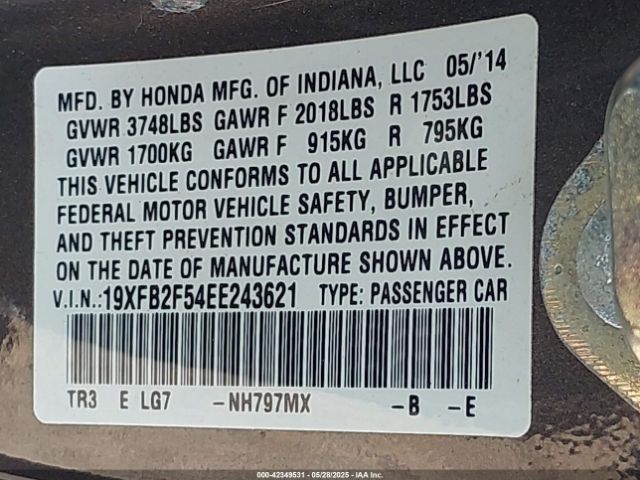 MFD. BY HONDA MFG. OF INDIANA, LLC 05/'14
GVWR 3748LBS GAWR F 2018LBS R 1753LBS
GVWR 1700KG GAWR F 915KG R 795KG
THIS VEHICLE CONFORMS TO ALL APPLICABLE
FEDERAL MOTOR VEHICLE SAFETY, BUMPER,
AND THEFT PREVENTION STANDARDS IN EFFECT
ON THE DATE OF MANUFACTURE SHOWN ABOVE.
V.I.N.:19XFB2F54EE243621 TYPE: PASSENGER CAR
TR3 E LG7 –NH797MX –B –E
000-42349531 - 05/28/2025 - IAA Inc.